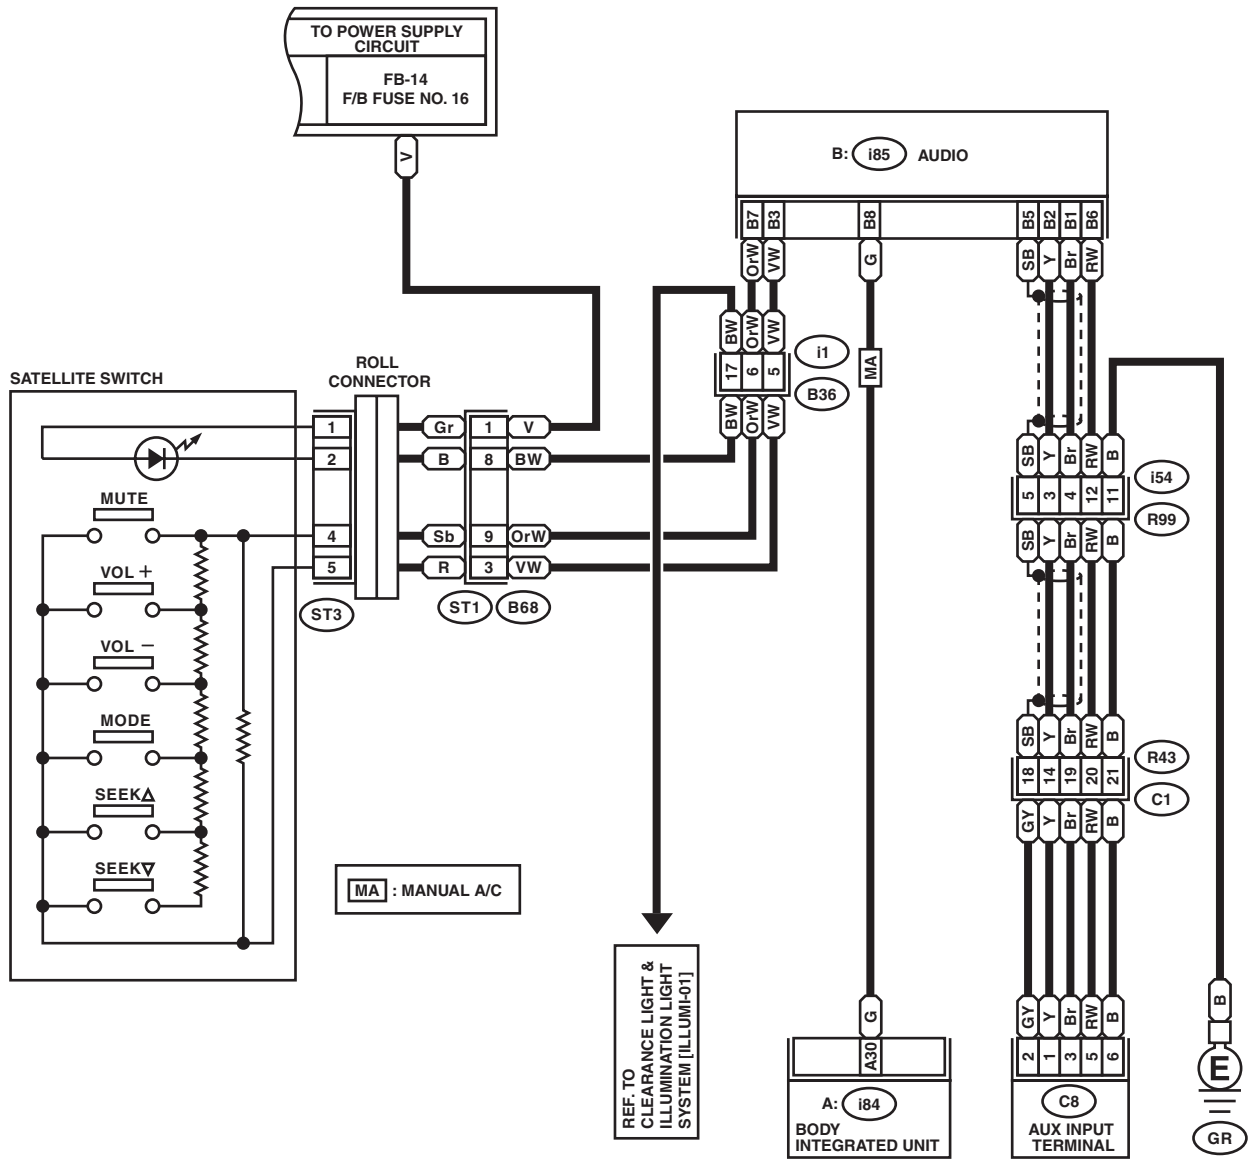 TO POWER SUPPLY
CIRCUIT
FB-14
F/B FUSE NO. 16
V
B: i85 AUDIO
B7 B3 B8 B5 B2 B1 B6
OrW VW G SB Y Br RW
BW OrW VW
i1
17 6 5
MA
B36
BW OrW VW
SATELLITE SWITCH
ROLL
CONNECTOR
1 Gr 1 V
2 B 8 BW
4 Sb 9 OrW
5 R 3 VW
ST3 ST1 B68
MUTE
VOL +
VOL −
MODE
SEEK△
SEEK▽
MA : MANUAL A/C
SB Y Br RW B
i54
5 3 4 12 11
R99
SB Y Br RW B
SB Y Br RW B
R43
18 14 19 20 21
C1
GY Y Br RW B
REF. TO
CLEARANCE LIGHT &
ILLUMINATION LIGHT
SYSTEM [ILLUMI-01]
G
A30
A: i84
BODY
INTEGRATED UNIT
GY Y Br RW B
2 1 3 5 6
C8
AUX INPUT
TERMINAL
B
E
GR